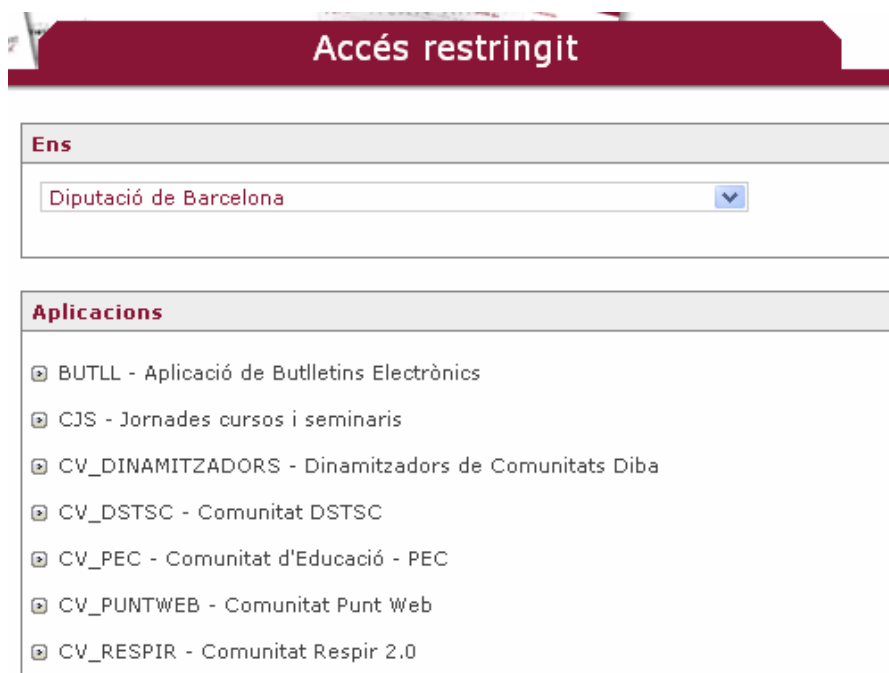 Accés restringit
Ens
Diputació de Barcelona
Aplicacions
BUTLL - Aplicació de Butlletins Electrònics
CJS - Jornades cursos i seminaris
CV_DINAMITZADORS - Dinamitzadors de Comunitats Diba
CV_DSTSC - Comunitat DSTSC
CV_PEC - Comunitat d'Educació - PEC
CV_PUNTWEB - Comunitat Punt Web
CV_RESPIR - Comunitat Respir 2.0